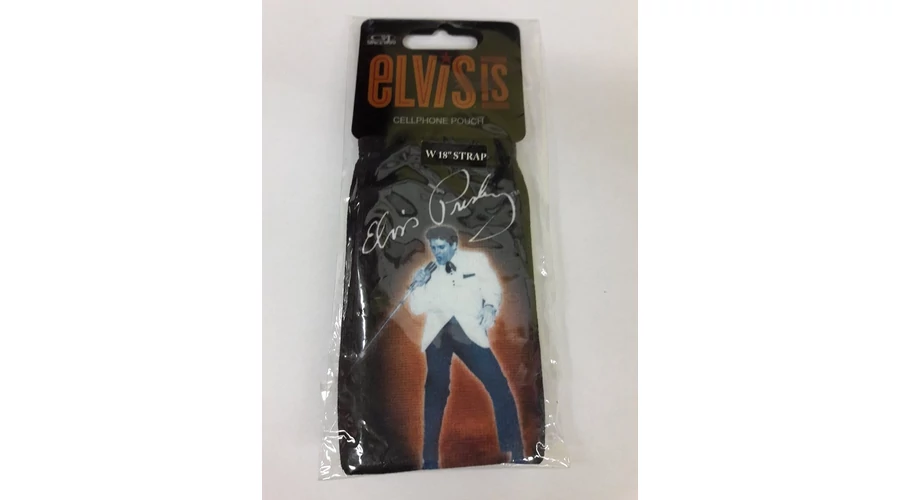 ELViS iS
CELLPHONE POUCH
W 18" STRAP
Elvis Presley